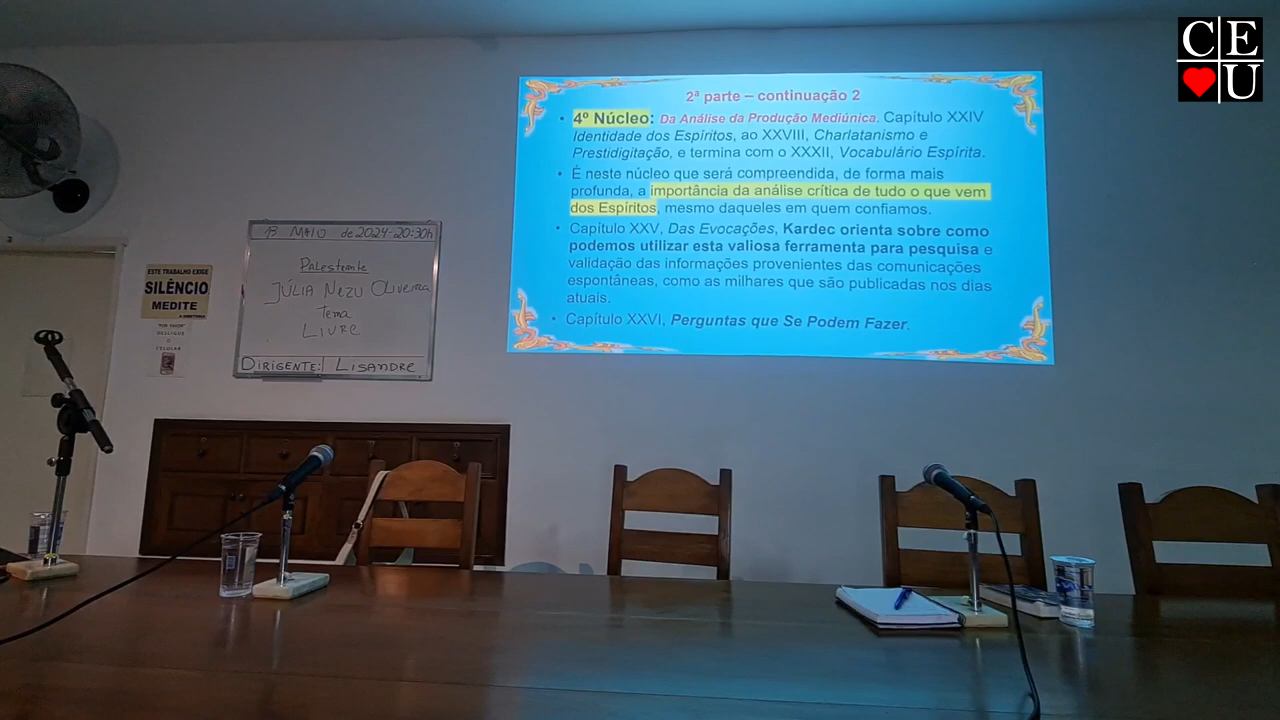 CE
U
2ª parte – continuação 2
• 4º Núcleo: Da Análise da Produção Mediúnica. Capítulo XXIV
Identidade dos Espíritos, ao XXVIII, Charlatanismo e
Prestidigitação, e termina com o XXXII, Vocabulário Espírita.
• É neste núcleo que será compreendida, de forma mais
profunda, a importância da análise crítica de tudo o que vem
dos Espíritos, mesmo daqueles em quem confiamos.
• Capítulo XXV, Das Evocações, Kardec orienta sobre como
podemos utilizar esta valiosa ferramenta para pesquisa e
validação das informações provenientes das comunicações
espontâneas, como as milhares que são publicadas nos dias
atuais.
• Capítulo XXVI, Perguntas que Se Podem Fazer.
13 MAIO de 2024-20:30h
Palestrante
JÚLIA NEZU OLIVEIRA
Tema
LIVRE
DIRIGENTE: LISANDRE
ESTE TRABALHO EXIGE
SILÊNCIO
MEDITE
"POR FAVOR"
DESLIGUE
O
CELULAR